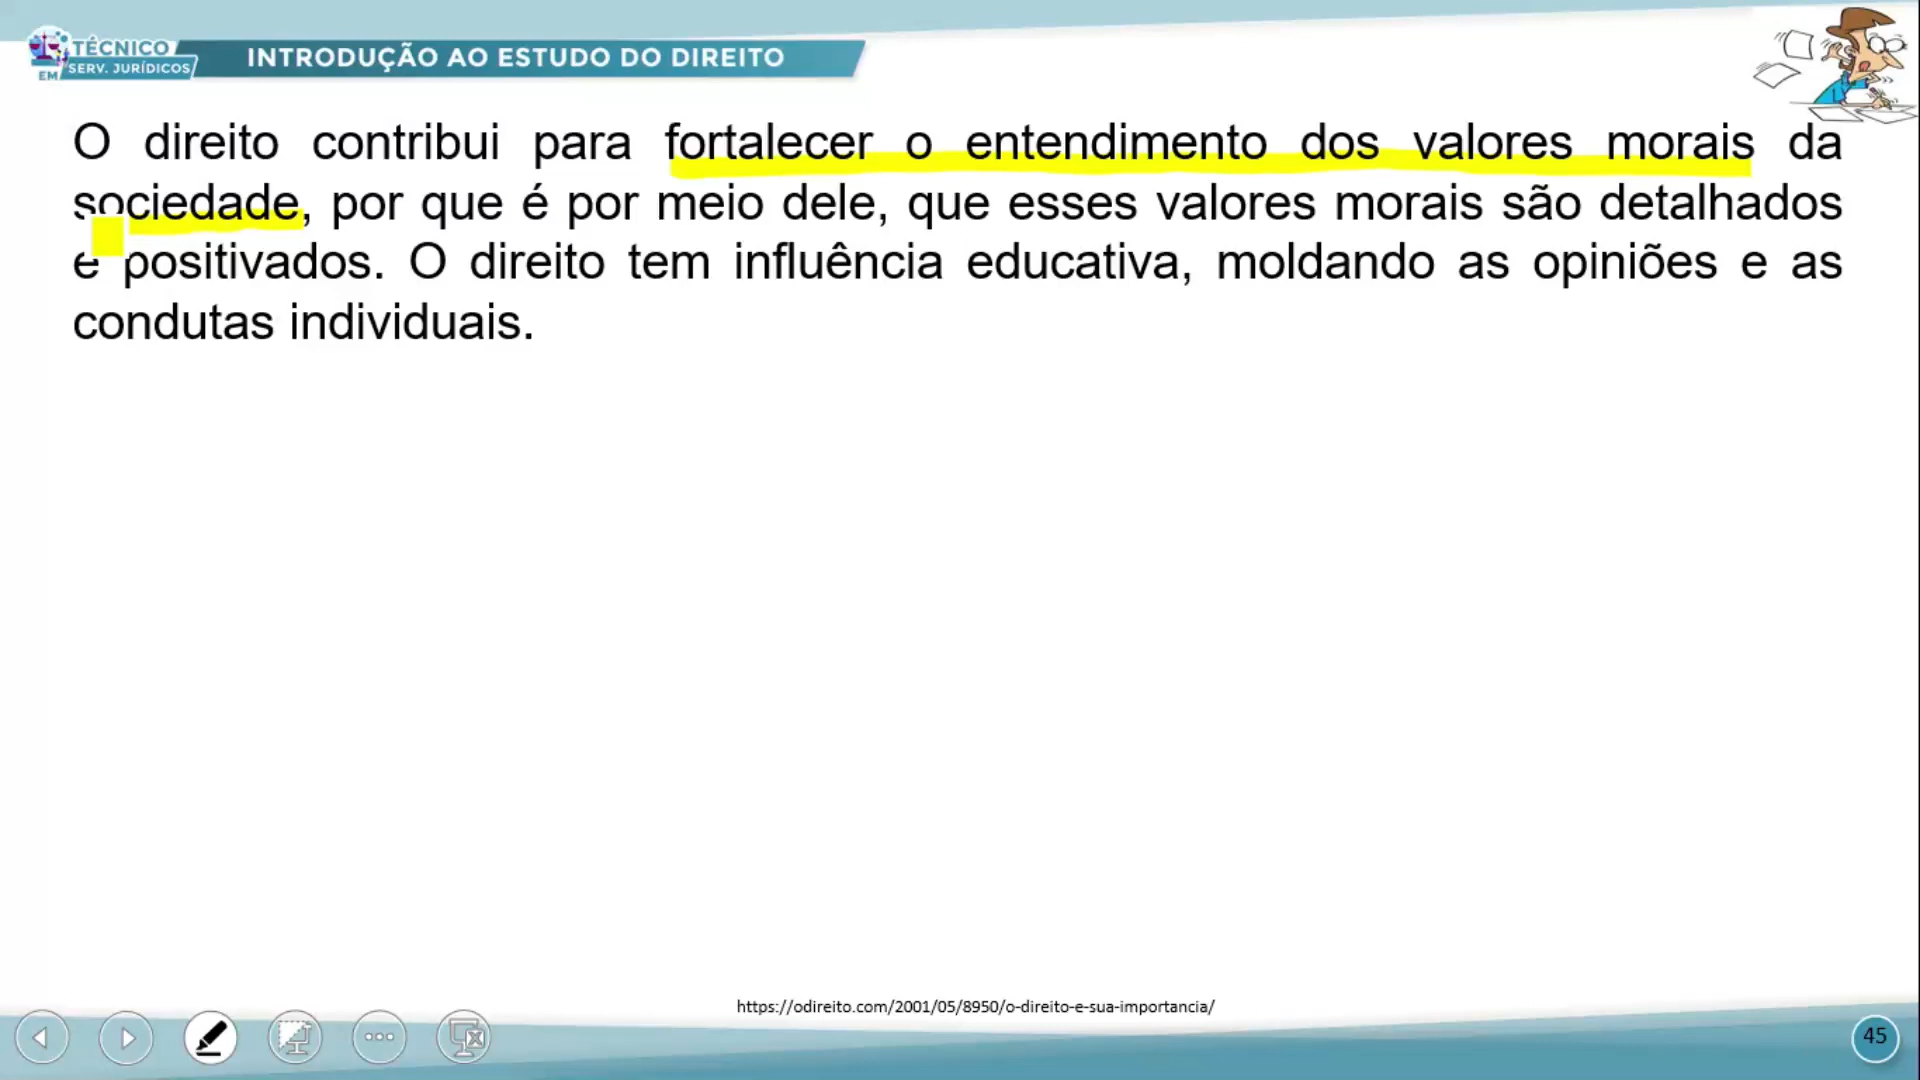 TÉCNICO
EM SERV. JURÍDICOS
INTRODUÇÃO AO ESTUDO DO DIREITO
O direito contribui para fortalecer o entendimento dos valores morais da
sociedade, por que é por meio dele, que esses valores morais são detalhados
e positivados. O direito tem influência educativa, moldando as opiniões e as
condutas individuais.
https://odireito.com/2001/05/8950/o-direito-e-sua-importancia/
45